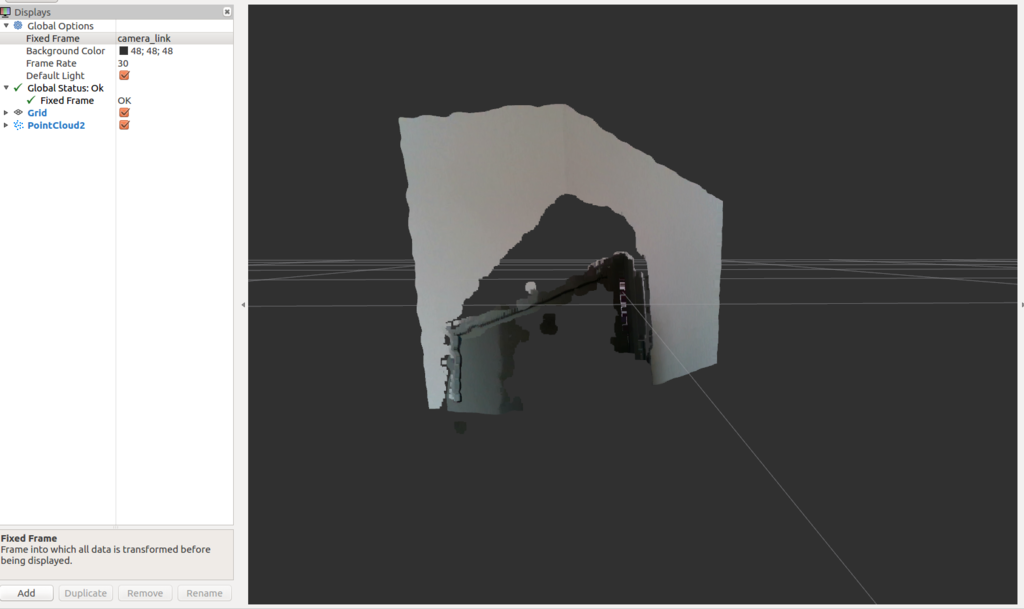 Displays
Global Options
Fixed Frame camera_link
Background Color 48; 48; 48
Frame Rate 30
Default Light
Global Status: Ok
Fixed Frame OK
Grid
PointCloud2
Fixed Frame
Frame into which all data is transformed before
being displayed.
Add Duplicate Remove Rename